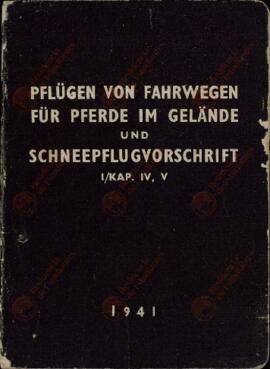 PFLÜGEN VON FAHRWEGEN
FÜR PFERDE IM GELÄNDE
UND
SCHNEEPFLUGVORSCHRIFT
I/KAP. IV, V
1941